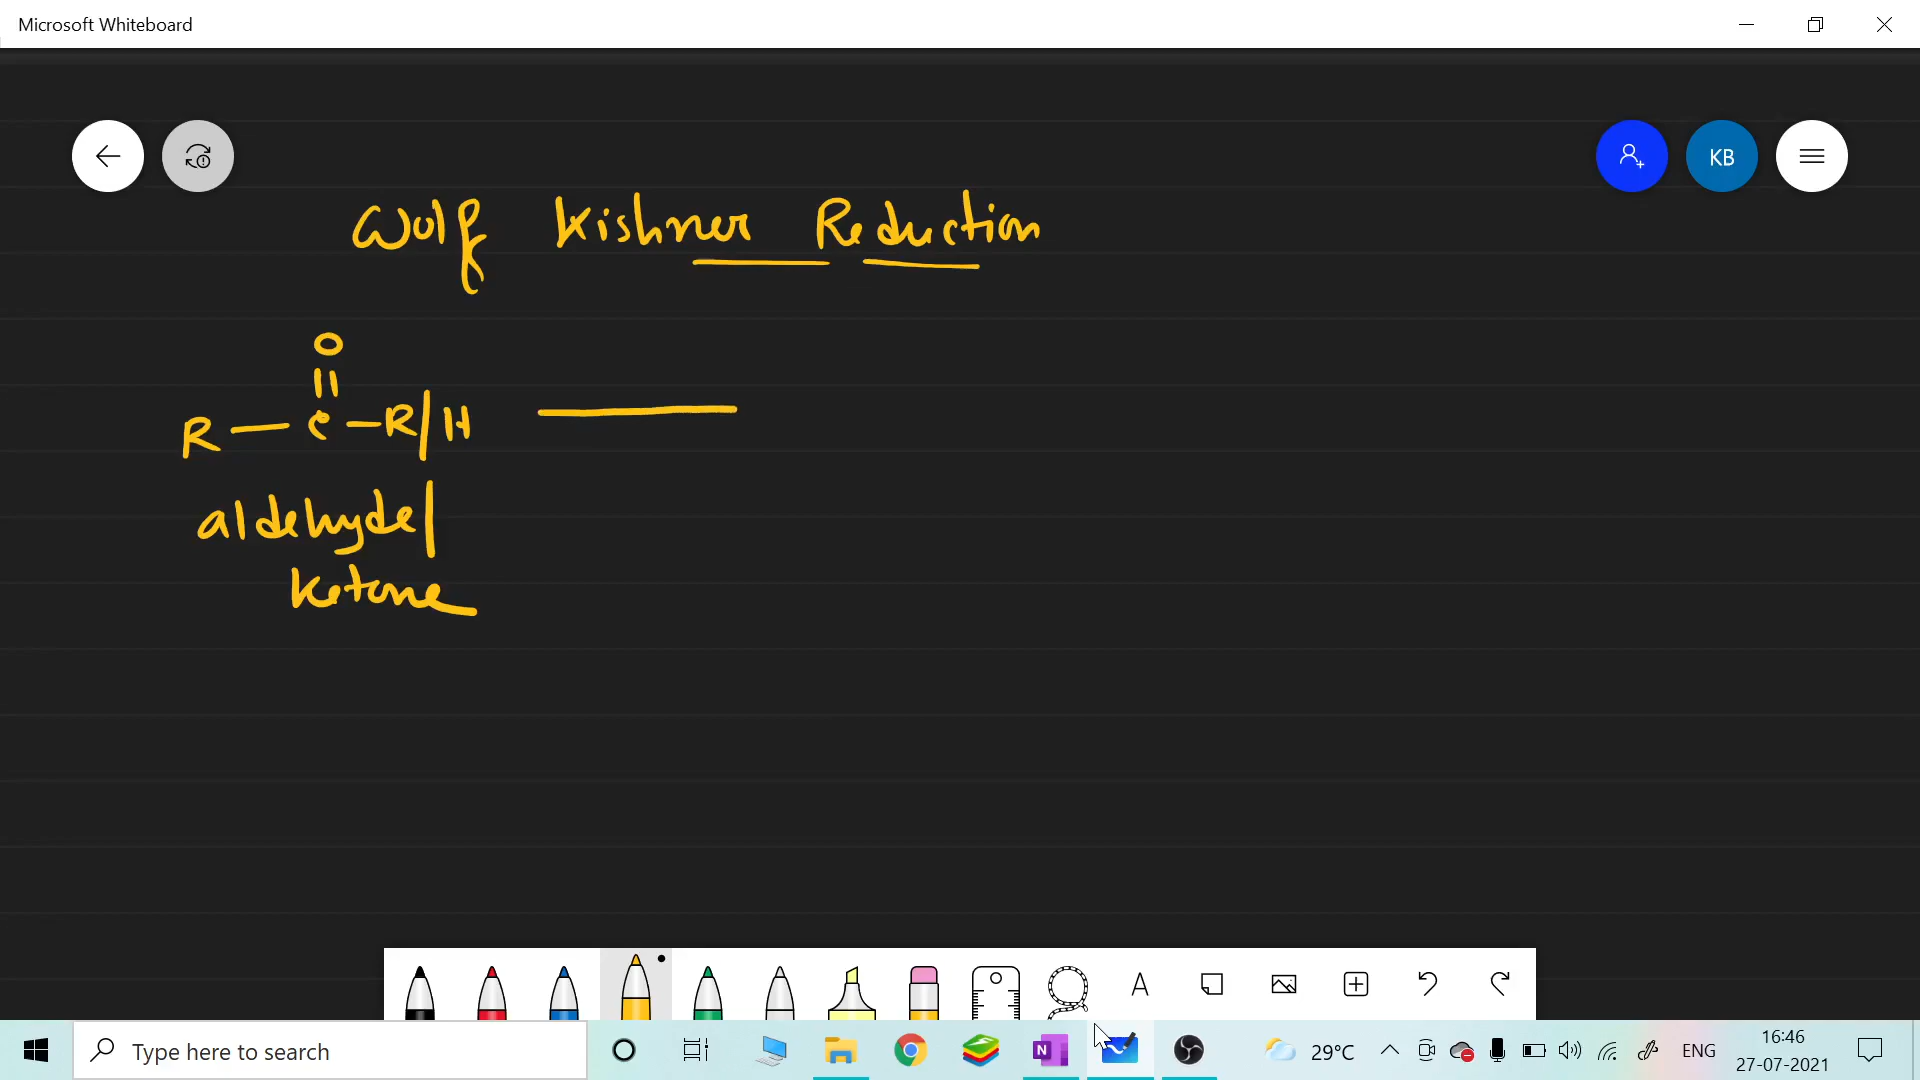 Microsoft Whiteboard
KB
Wolf Kishner Reduction
O
R — C — R/H
aldehyde/
Ketone
A
N
Type here to search
29°C
ENG
16:46
27-07-2021